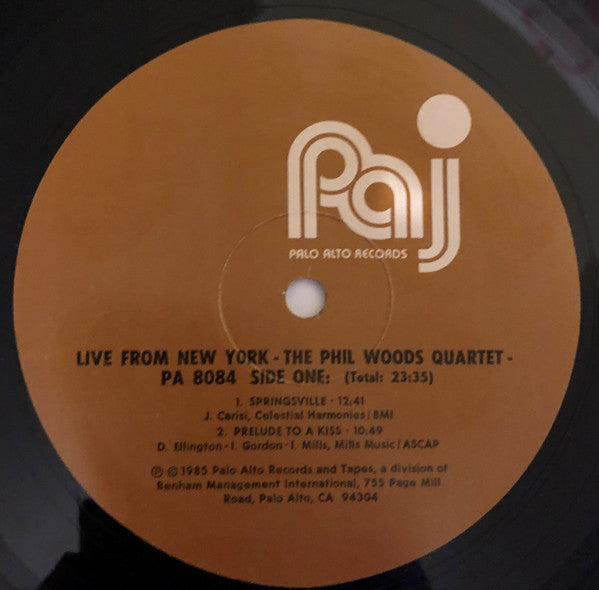 Paj
PALO ALTO RECORDS
LIVE FROM NEW YORK - THE PHIL WOODS QUARTET -
PA 8084 SIDE ONE: (Total: 23:35)
1. SPRINGSVILLE - 12:41
J. Carisi, Celestial Harmonies/BMI
2. PRELUDE TO A KISS - 10:49
D. Ellington - I. Gordon - I. Mills, Mills Music/ASCAP
℗ © 1985 Palo Alto Records and Tapes, a division of
Benham Management International, 755 Page Mill
Road, Palo Alto, CA 94304